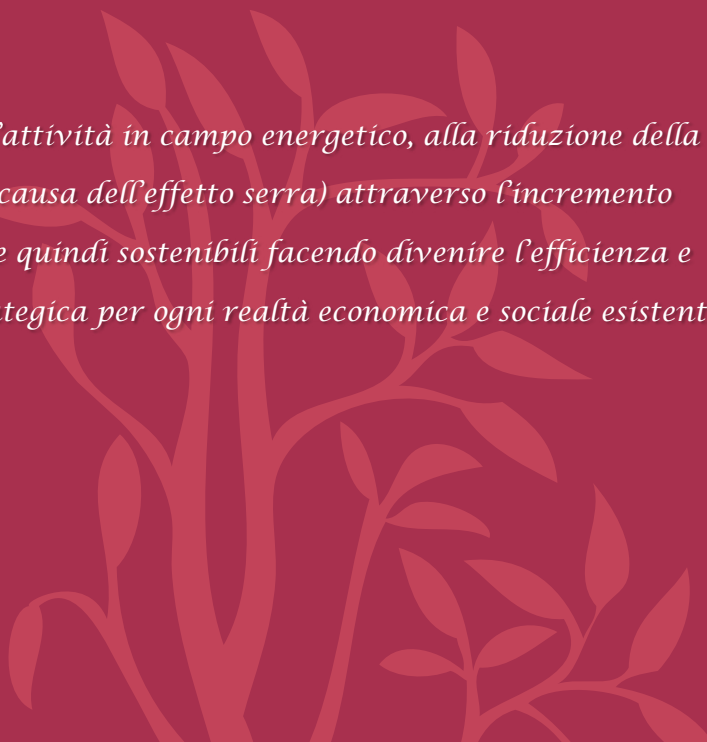 'attività in campo energetico, alla riduzione della
causa dell'effetto serra) attraverso l'incremento
e quindi sostenibili facendo divenire l'efficienza e
tegica per ogni realtà economica e sociale esistent